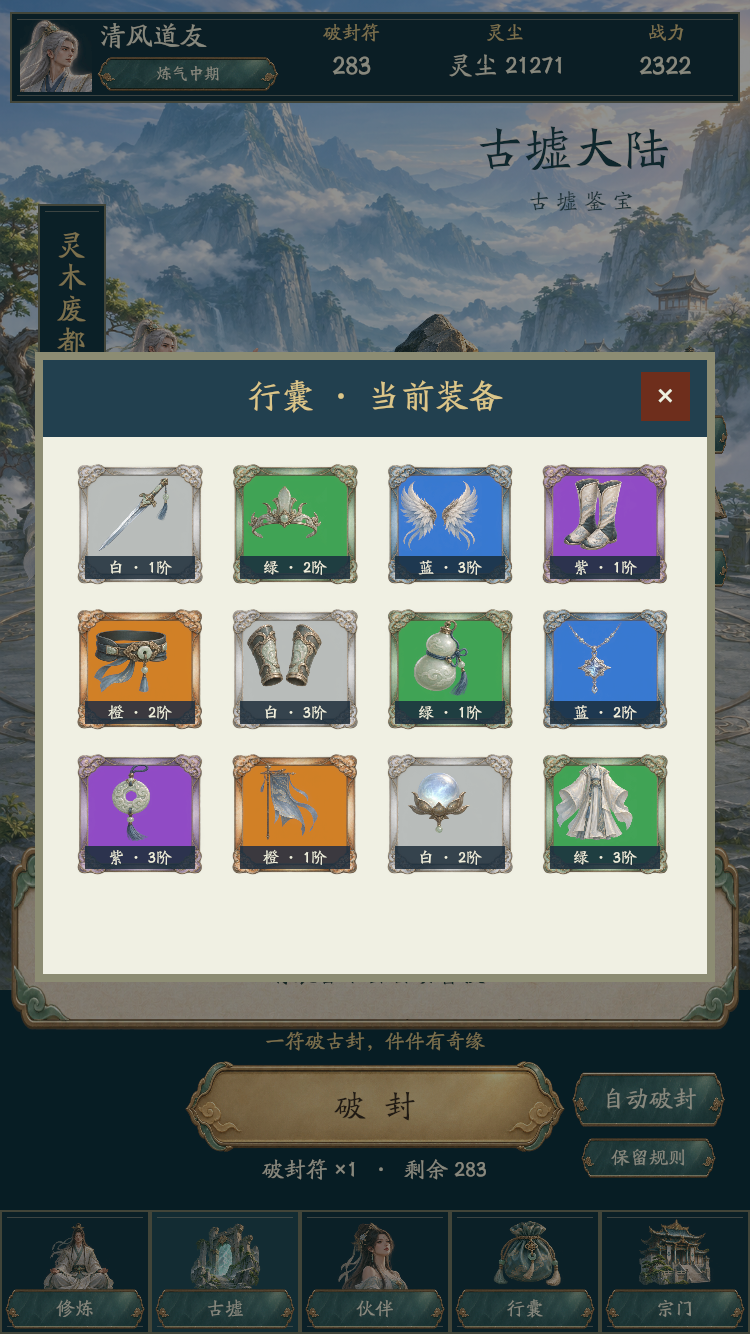 清风道友
炼气中期
破封符
283
灵尘
灵尘 21271
战力
2322
古墟大陆
古墟鉴宝
灵木废都
行囊 · 当前装备
×
白 · 1阶
绿 · 2阶
蓝 · 3阶
紫 · 1阶
橙 · 2阶
白 · 3阶
绿 · 1阶
蓝 · 2阶
紫 · 3阶
橙 · 1阶
白 · 2阶
绿 · 3阶
一符破古封，件件有奇缘
破 封
自动破封
破封符 ×1 · 剩余 283
保留规则
修炼
古墟
伙伴
行囊
宗门